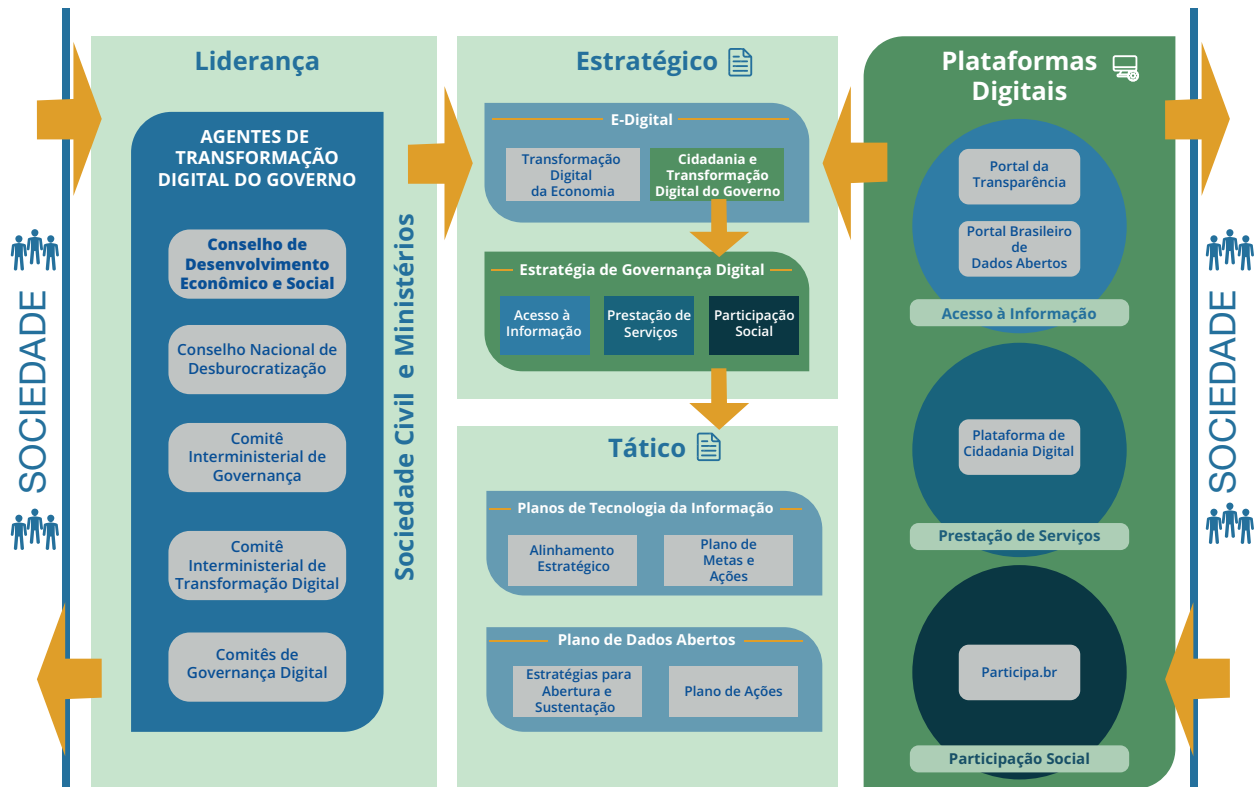 SOCIEDADE
Liderança
AGENTES DE
TRANSFORMAÇÃO
DIGITAL DO GOVERNO
Conselho de
Desenvolvimento
Econômico e Social
Conselho Nacional de
Desburocratização
Comitê
Interministerial de
Governança
Comitê
Interministerial de
Transformação Digital
Comitês de
Governança Digital
Sociedade Civil e Ministérios
Estratégico
E-Digital
Transformação
Digital
da Economia
Cidadania e
Transformação
Digital do Governo
Estratégia de Governança Digital
Acesso à
Informação
Prestação de
Serviços
Participação
Social
Tático
Planos de Tecnologia da Informação
Alinhamento
Estratégico
Plano de
Metas e
Ações
Plano de Dados Abertos
Estratégias para
Abertura e
Sustentação
Plano de Ações
Plataformas
Digitais
Portal da
Transparência
Portal Brasileiro
de
Dados Abertos
Acesso à Informação
Plataforma de
Cidadania Digital
Prestação de Serviços
Participa.br
Participação Social
SOCIEDADE